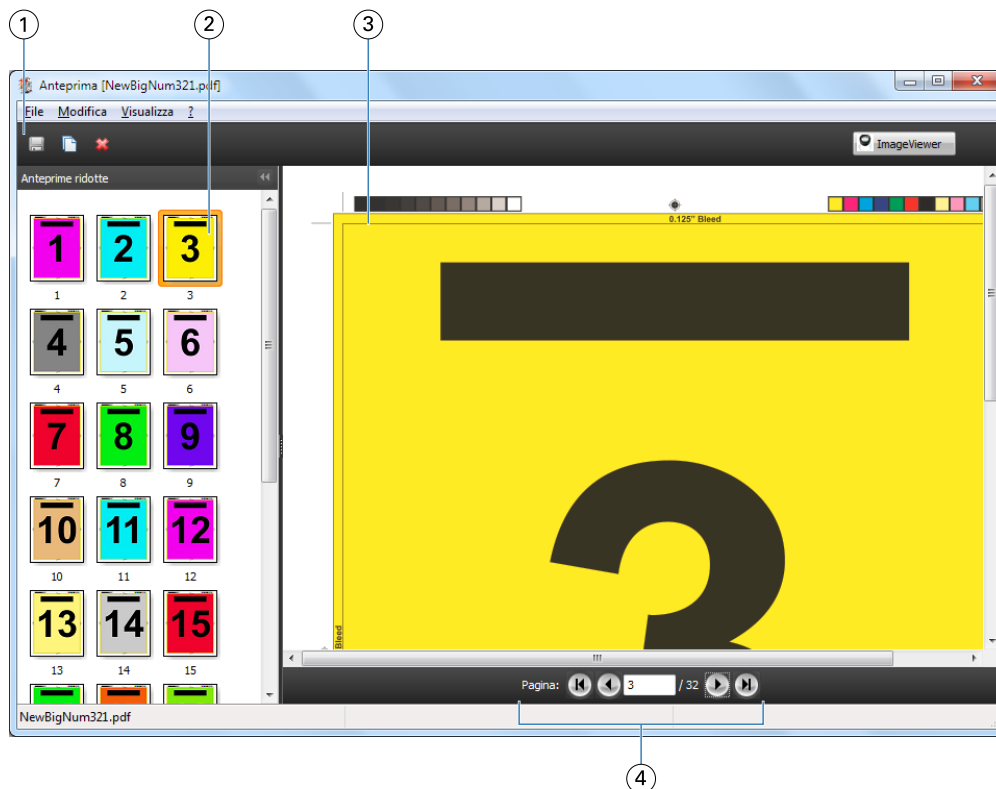 1 2 3
Anteprima [NewBigNum321.pdf]
File Modifica Visualizza ?
ImageViewer
Anteprime ridotte
0.125" Bleed
1 2 3
1 2 3
4 5 6
4 5 6
7 8 9
7 8 9
10 11 12
10 11 12
13 14 15
13 14 15
3
Bleed
Pagina: 3 / 32
NewBigNum321.pdf
4